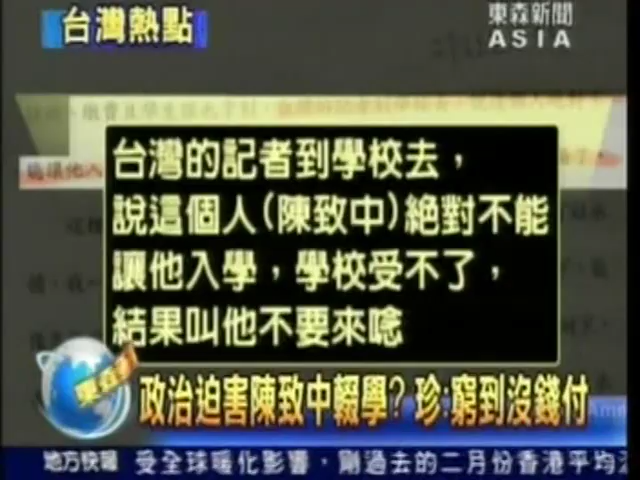 台灣熱點
東森新聞
ASIA
台灣的記者到學校去，
說這個人(陳致中)絕對不能
讓他入學，學校受不了，
結果叫他不要來唸
政治迫害陳致中輟學? 珍:窮到沒錢付
地方快報 受全球暖化影響，剛過去的二月份香港平均